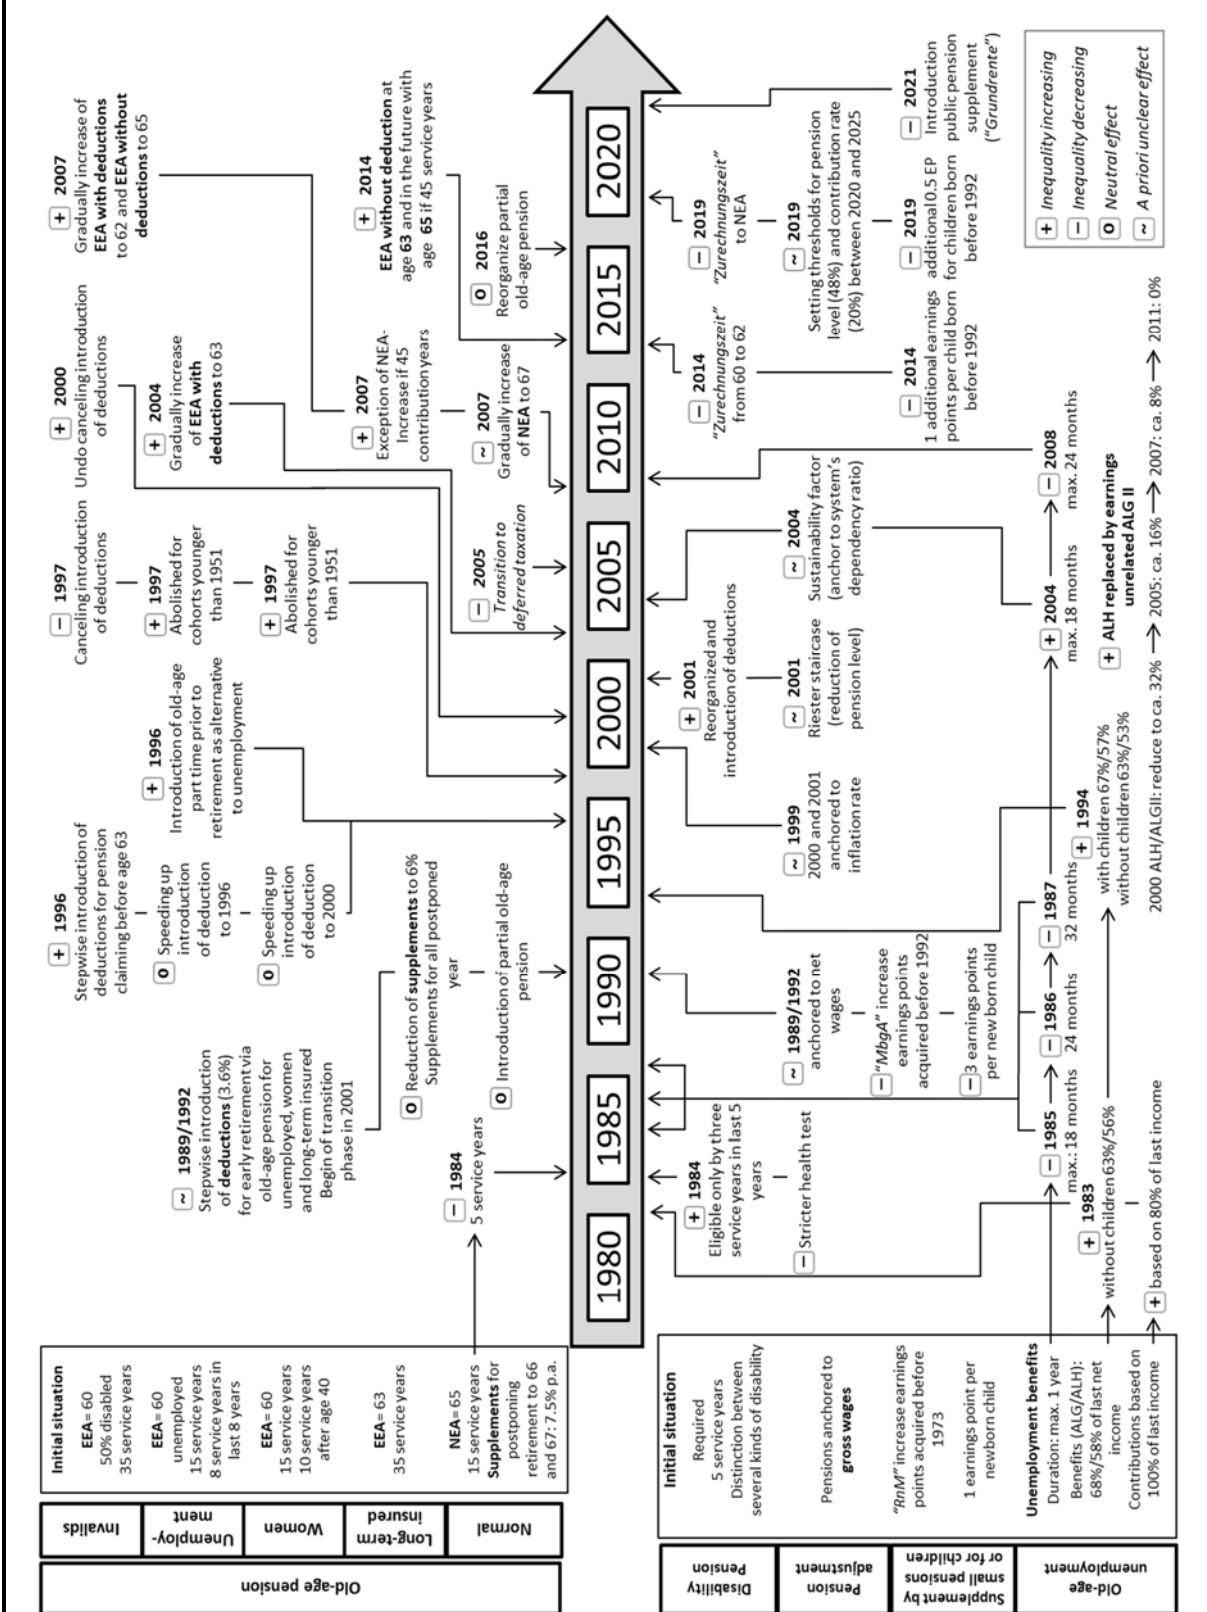 Old-age pension
Invalids
Unemploy-
ment
Women
Long-term
insured
Normal
Initial situation
EEA= 60
50% disabled
35 service years
EEA= 60
unemployed
15 service years
8 service years in
last 8 years
EEA= 60
15 service years
10 service years
after age 40
EEA= 63
35 service years
NEA= 65
15 service years
Supplements for
postponing
retirement to 66
and 67: 7.5% p.a.
~ 1989/1992
Stepwise introduction
of deductions (3.6%)
for early retirement via
old-age pension for
unemployed, women
and long-term insured
Begin of transition
phase in 2001
− 1984
5 service years
+ 1996
Stepwise introduction of
deductions for pension
claiming before age 63
o Speeding up
introduction
of deduction
to 1996
o Speeding up
introduction
of deduction
to 2000
o Reduction of supplements to 6%
Supplements for all postponed
year
o Introduction of partial old-age
pension
+ 1996
Introduction of old-age
part time prior to
retirement as alternative
to unemployment
− 1997
Canceling introduction
of deductions
+ 1997
Abolished for
cohorts younger
than 1951
+ 1997
Abolished for
cohorts younger
than 1951
− 2005
Transition to
deferred taxation
+ 2000
Undo canceling introduction
of deductions
+ 2004
Gradually increase
of EEA with
deductions to 63
+ 2007
Exception of NEA-
Increase if 45
contribution years
~ 2007
Gradually increase
of NEA to 67
+ 2007
Gradually increase of
EEA with deductions
to 62 and EEA without
deductions to 65
+ 2014
EEA without deduction at
age 63 and in the future with
age 65 if 45 service years
o 2016
Reorganize partial
old-age pension
1980
1985
1990
1995
2000
2005
2010
2015
2020
Disability
Pension
Pension
adjustment
Supplement by
small pensions
or for children
Old-age
unemployment
Initial situation
Required
5 service years
Distinction between
several kinds of disability
Pensions anchored to
gross wages
"RnM" increase earnings
points acquired before
1973
1 earnings point per
newborn child
Unemployment benefits
Duration: max. 1 year
Benefits (ALG/ALH):
68%/58% of last net
income
Contributions based on
100% of last income
+ 1984
Eligible only by three
service years in last 5
years
− Stricter health test
~ 1989/1992
anchored to net
wages
− "MbgA" increase
earnings points
acquired before 1992
− 3 earnings points
per new born child
+ 2001
Reorganized and
introduction of deductions
~ 1999
2000 and 2001
anchored to
inflation rate
~ 2001
Riester staircase
(reduction of
pension level)
~ 2004
Sustainability factor
(anchor to system's
dependency ratio)
− 2014
"Zurechnungszeit"
from 60 to 62
− 2014
1 additional earnings
points per child born
before 1992
− 2019
"Zurechnungszeit"
to NEA
~ 2019
Setting thresholds for pension
level (48%) and contribution rate
(20%) between 2020 and 2025
− 2019
additional 0.5 EP
for children born
before 1992
− 2021
Introduction
public pension
supplement
("Grundrente")
− 1985
max.: 18 months
− 1986
24 months
− 1987
32 months
+ 2004
max. 18 months
− 2008
max. 24 months
+ 1983
without children 63%/56%
+ 1994
with children 67%/57%
without children 63%/53%
+ ALH replaced by earnings
unrelated ALG II
+ based on 80% of last income
2000 ALH/ALGII: reduce to ca. 32% → 2005: ca. 16% → 2007: ca. 8% → 2011: 0%
+ Inequality increasing
− Inequality decreasing
o Neutral effect
~ A priori unclear effect